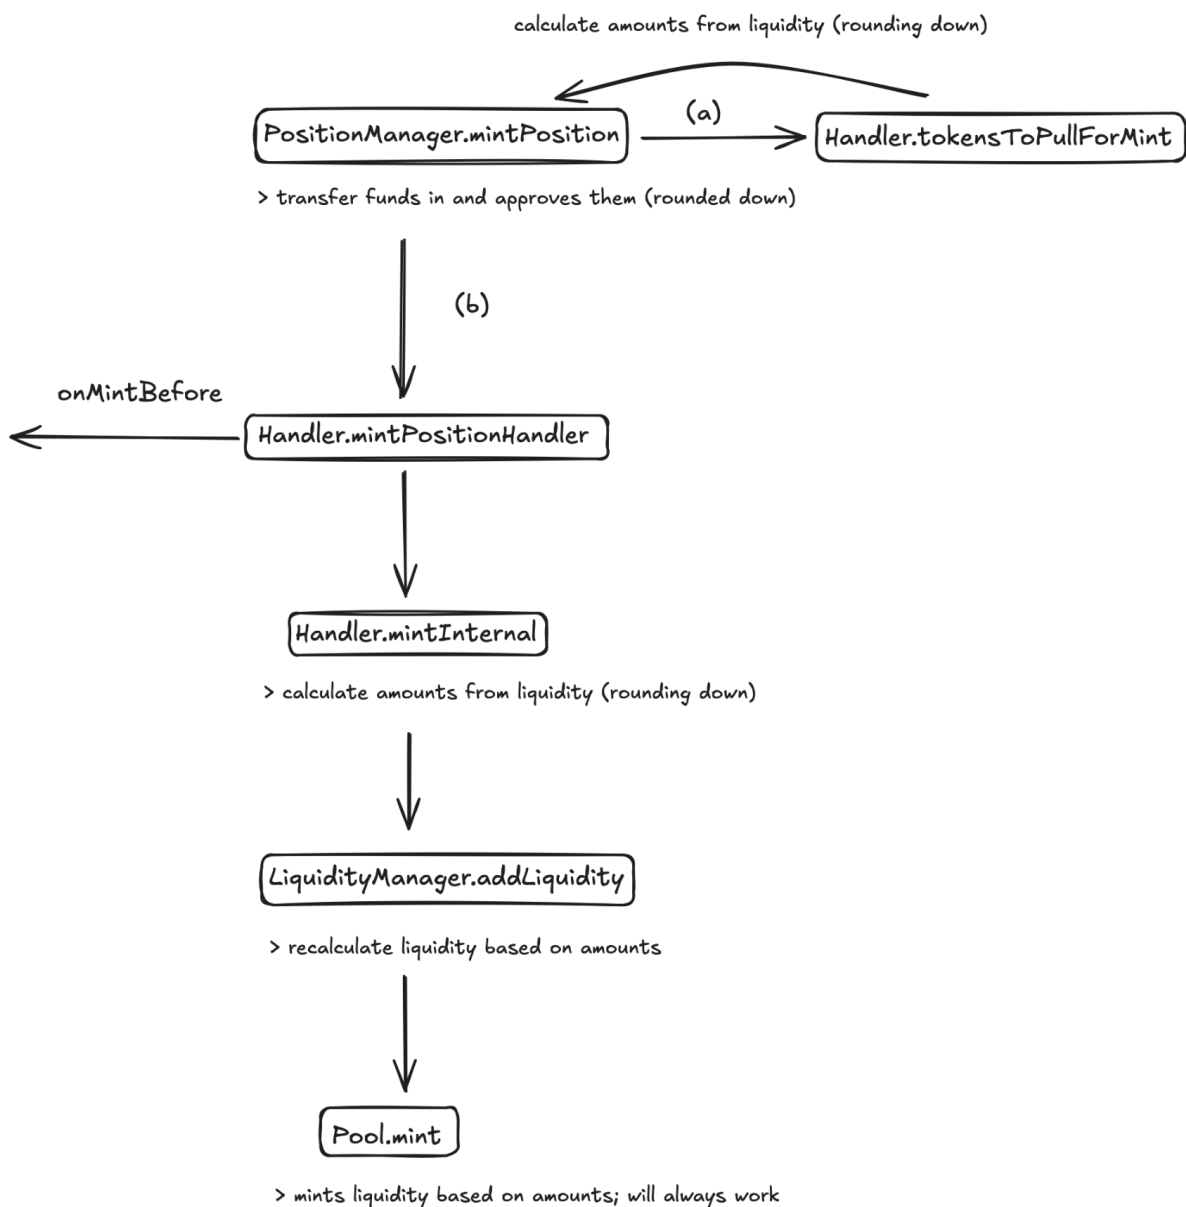 calculate amounts from liquidity (rounding down)
(a)
PositionManager.mintPosition
Handler.tokensToPullForMint
> transfer funds in and approves them (rounded down)
(b)
onMintBefore
Handler.mintPositionHandler
Handler.mintInternal
> calculate amounts from liquidity (rounding down)
LiquidityManager.addLiquidity
> recalculate liquidity based on amounts
Pool.mint
> mints liquidity based on amounts; will always work